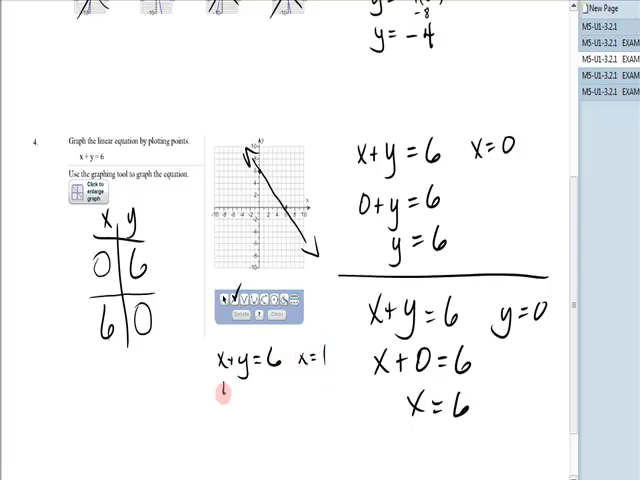 y =
-8
y = -4
4.
Graph the linear equation by plotting points.
x + y = 6
Use the graphing tool to graph the equation.
Click to
enlarge
graph
x y
0 6
6 0
x+y=6 x=0
0+y=6
y=6
x+y=6 y=0
x+0=6
x=6
x+y=6 x=1
Delete ? Clear
New Page
M5-U1-3.2.1
M5-U1-3.2.1 EXAM
M5-U1-3.2.1 EXAM
M5-U1-3.2.1 EXAM
M5-U1-3.2.1 EXAM